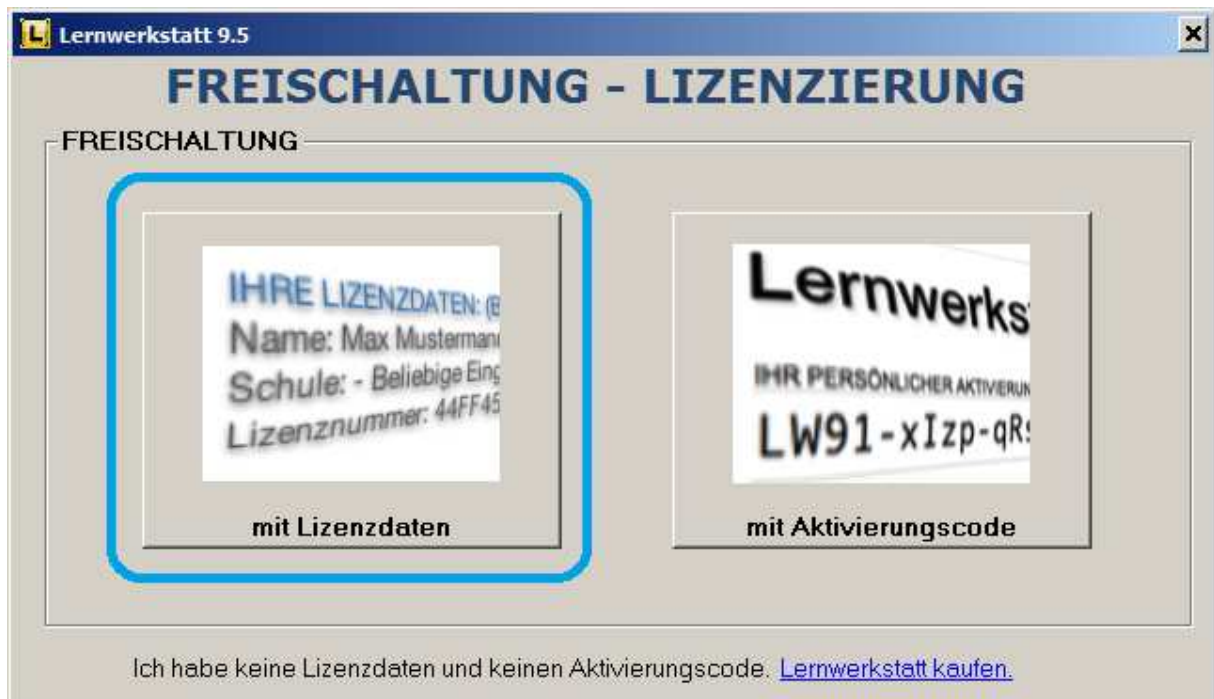 Lernwerkstatt 9.5
FREISCHALTUNG - LIZENZIERUNG
FREISCHALTUNG
IHRE LIZENZDATEN: (B
Name: Max Musterman
Schule: - Beliebige Eing
Lizenznummer: 44FF45
mit Lizenzdaten
Lernwerks
IHR PERSÖNLICHER AKTIVIERUN
LW91-xIzp-qRs
mit Aktivierungscode
Ich habe keine Lizenzdaten und keinen Aktivierungscode. Lernwerkstatt kaufen.